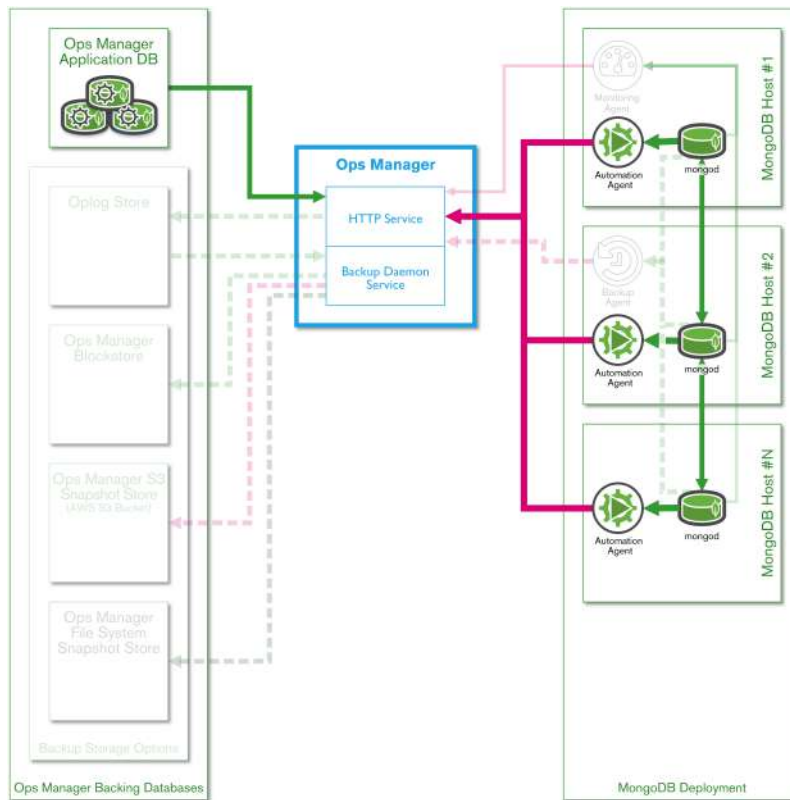 Ops Manager
Application DB
Oplog Store
Ops Manager
Blockstore
Ops Manager S3
Snapshot Store
(AWS S3 Bucket)
Ops Manager
File System
Snapshot Store
Backup Storage Options
Ops Manager Backing Databases
Ops Manager
HTTP Service
Backup Daemon
Service
Monitoring
Agent
Automation
Agent
mongod
MongoDB Host #1
Backup
Agent
Automation
Agent
mongod
MongoDB Host #2
Automation
Agent
mongod
MongoDB Host #N
MongoDB Deployment